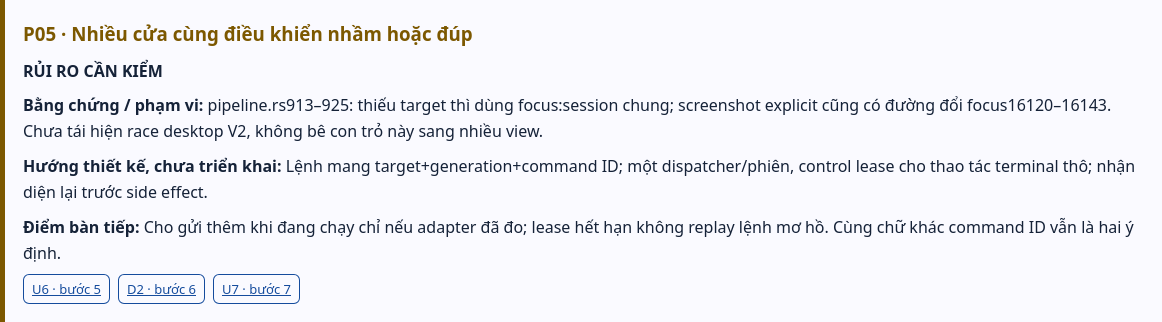 P05 · Nhiều cửa cùng điều khiển nhầm hoặc đúp
RỦI RO CẦN KIỂM
Bằng chứng / phạm vi: pipeline.rs913–925: thiếu target thì dùng focus:session chung; screenshot explicit cũng có đường đổi focus16120–16143.
Chưa tái hiện race desktop V2, không bê con trỏ này sang nhiều view.
Hướng thiết kế, chưa triển khai: Lệnh mang target+generation+command ID; một dispatcher/phiên, control lease cho thao tác terminal thô; nhận
diện lại trước side effect.
Điểm bàn tiếp: Cho gửi thêm khi đang chạy chỉ nếu adapter đã đo; lease hết hạn không replay lệnh mơ hồ. Cùng chữ khác command ID vẫn là hai ý
định.
U6 · bước 5 D2 · bước 6 U7 · bước 7